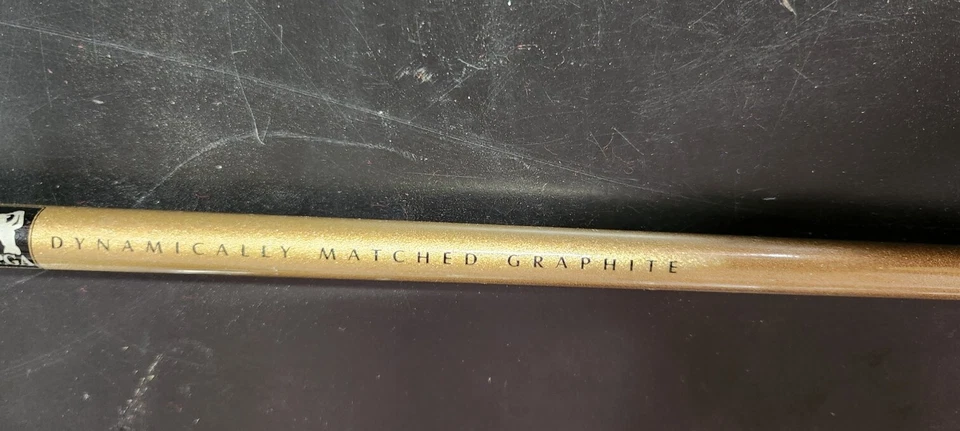 DYNAMICALLY MATCHED GRAPHITE